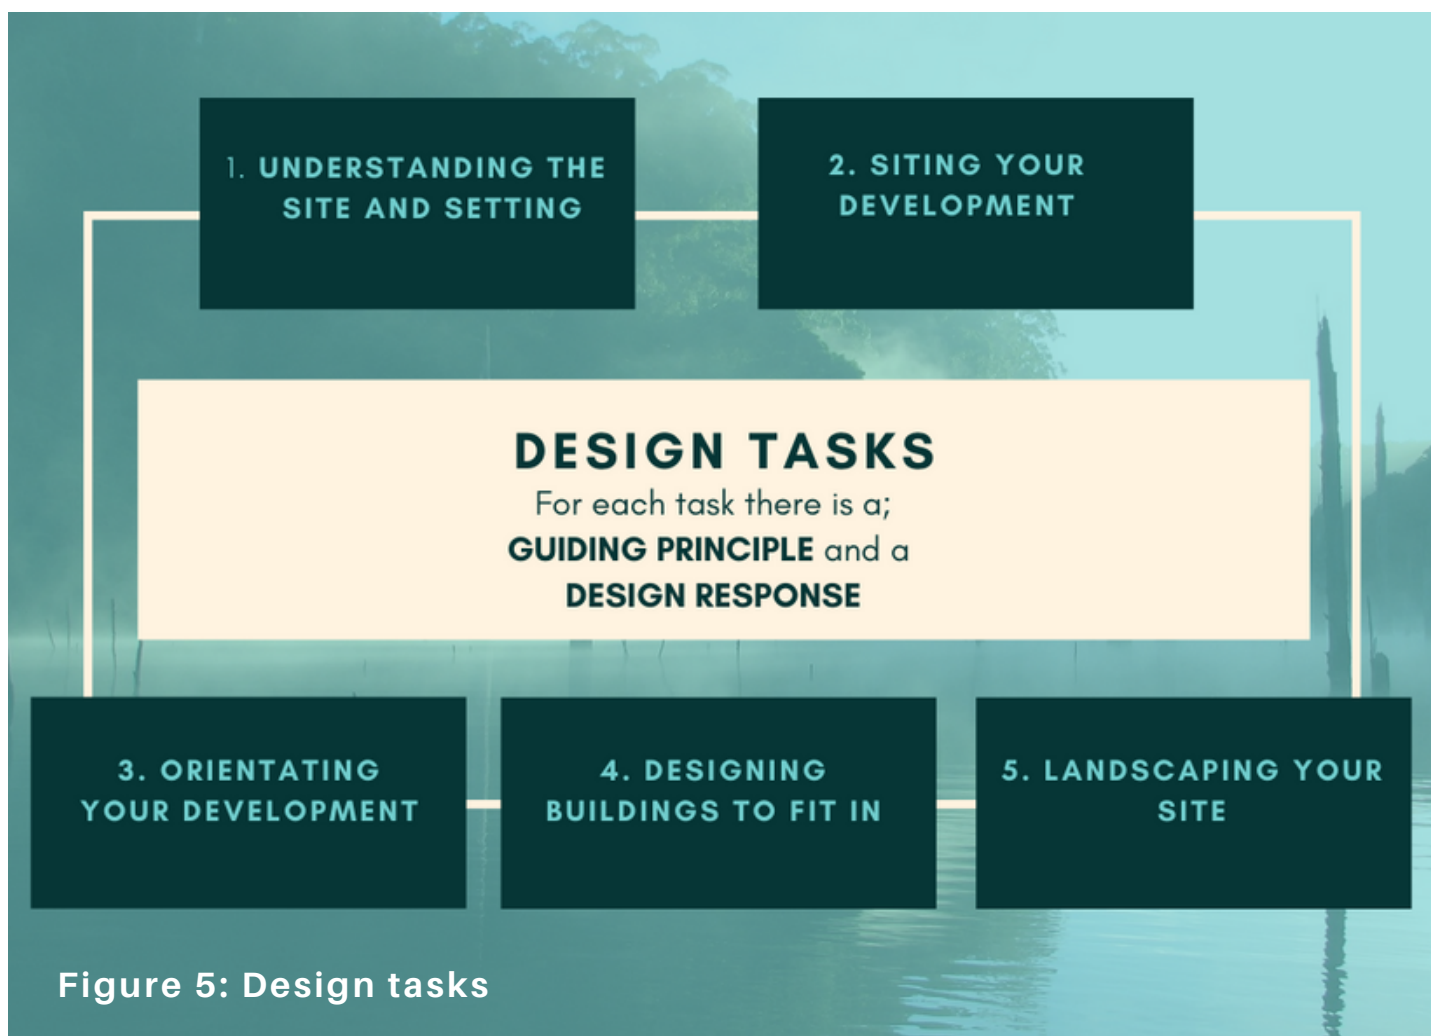 1. UNDERSTANDING THE
SITE AND SETTING
2. SITING YOUR
DEVELOPMENT
DESIGN TASKS
For each task there is a;
GUIDING PRINCIPLE and a
DESIGN RESPONSE
3. ORIENTATING
YOUR DEVELOPMENT
4. DESIGNING
BUILDINGS TO FIT IN
5. LANDSCAPING YOUR
SITE
Figure 5: Design tasks